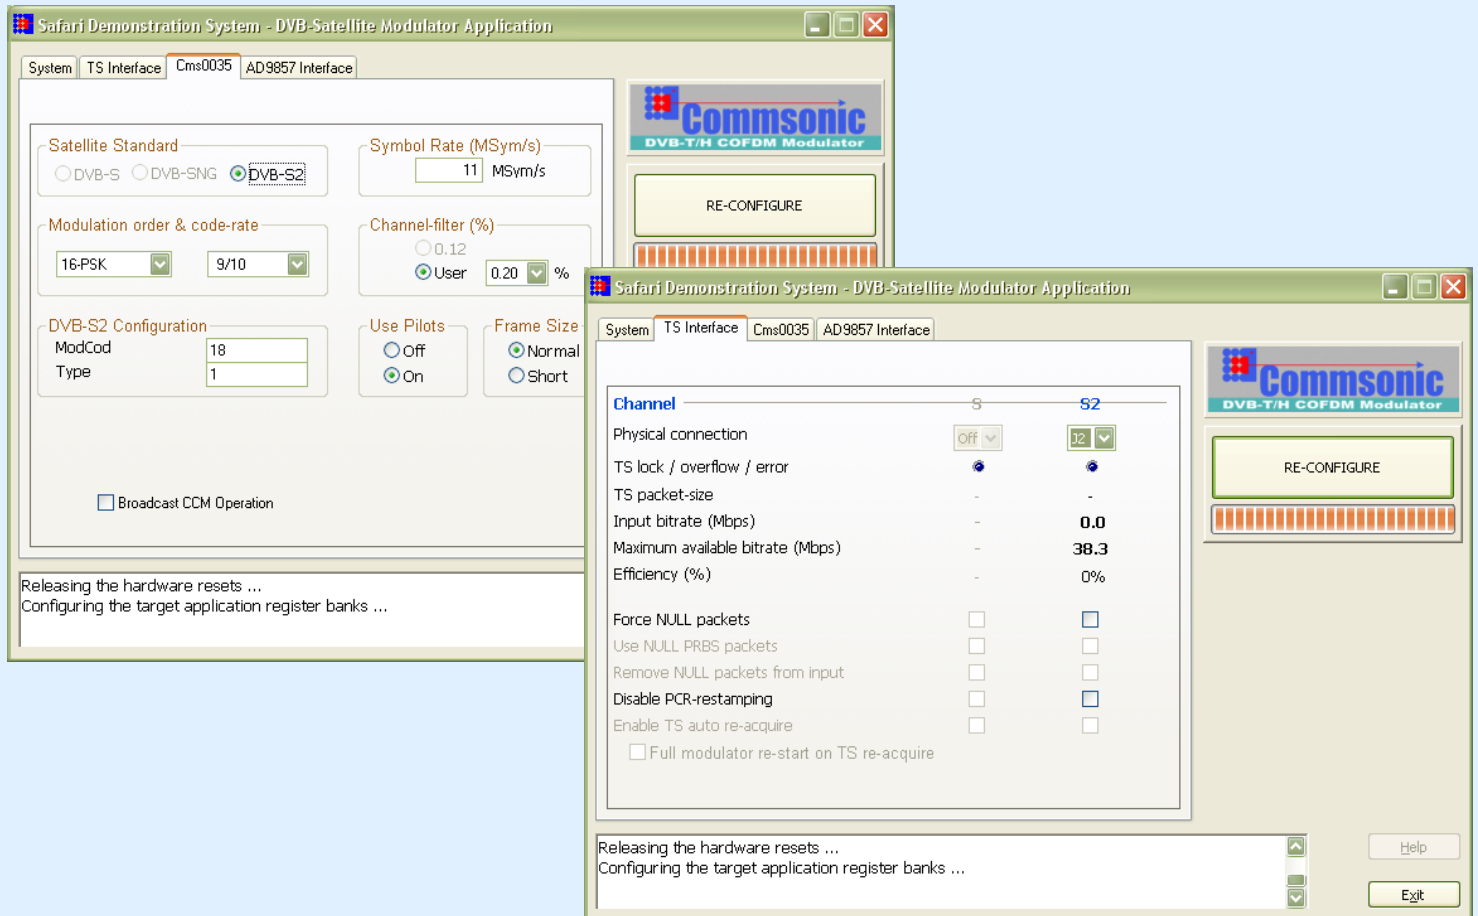 Safari Demonstration System - DVB-Satellite Modulator Application
System TS Interface Cms0035 AD9857 Interface
Commsonic
DVB-T/H COFDM Modulator
Satellite Standard
DVB-S DVB-SNG DVB-S2
Symbol Rate (MSym/s)
11 MSym/s
RE-CONFIGURE
Modulation order & code-rate
16-PSK 9/10
Channel-filter (%)
0.12
User 0.20 %
DVB-S2 Configuration
ModCod 18
Type 1
Use Pilots
Off
On
Frame Size
Normal
Short
Broadcast CCM Operation
Releasing the hardware resets ...
Configuring the target application register banks ...
Safari Demonstration System - DVB-Satellite Modulator Application
System TS Interface Cms0035 AD9857 Interface
Commsonic
DVB-T/H COFDM Modulator
RE-CONFIGURE
Channel S S2
Physical connection Off J2
TS lock / overflow / error
TS packet-size - -
Input bitrate (Mbps) - 0.0
Maximum available bitrate (Mbps) - 38.3
Efficiency (%) - 0%
Force NULL packets
Use NULL PRBS packets
Remove NULL packets from input
Disable PCR-restamping
Enable TS auto re-acquire
Full modulator re-start on TS re-acquire
Releasing the hardware resets ...
Configuring the target application register banks ...
Help
Exit